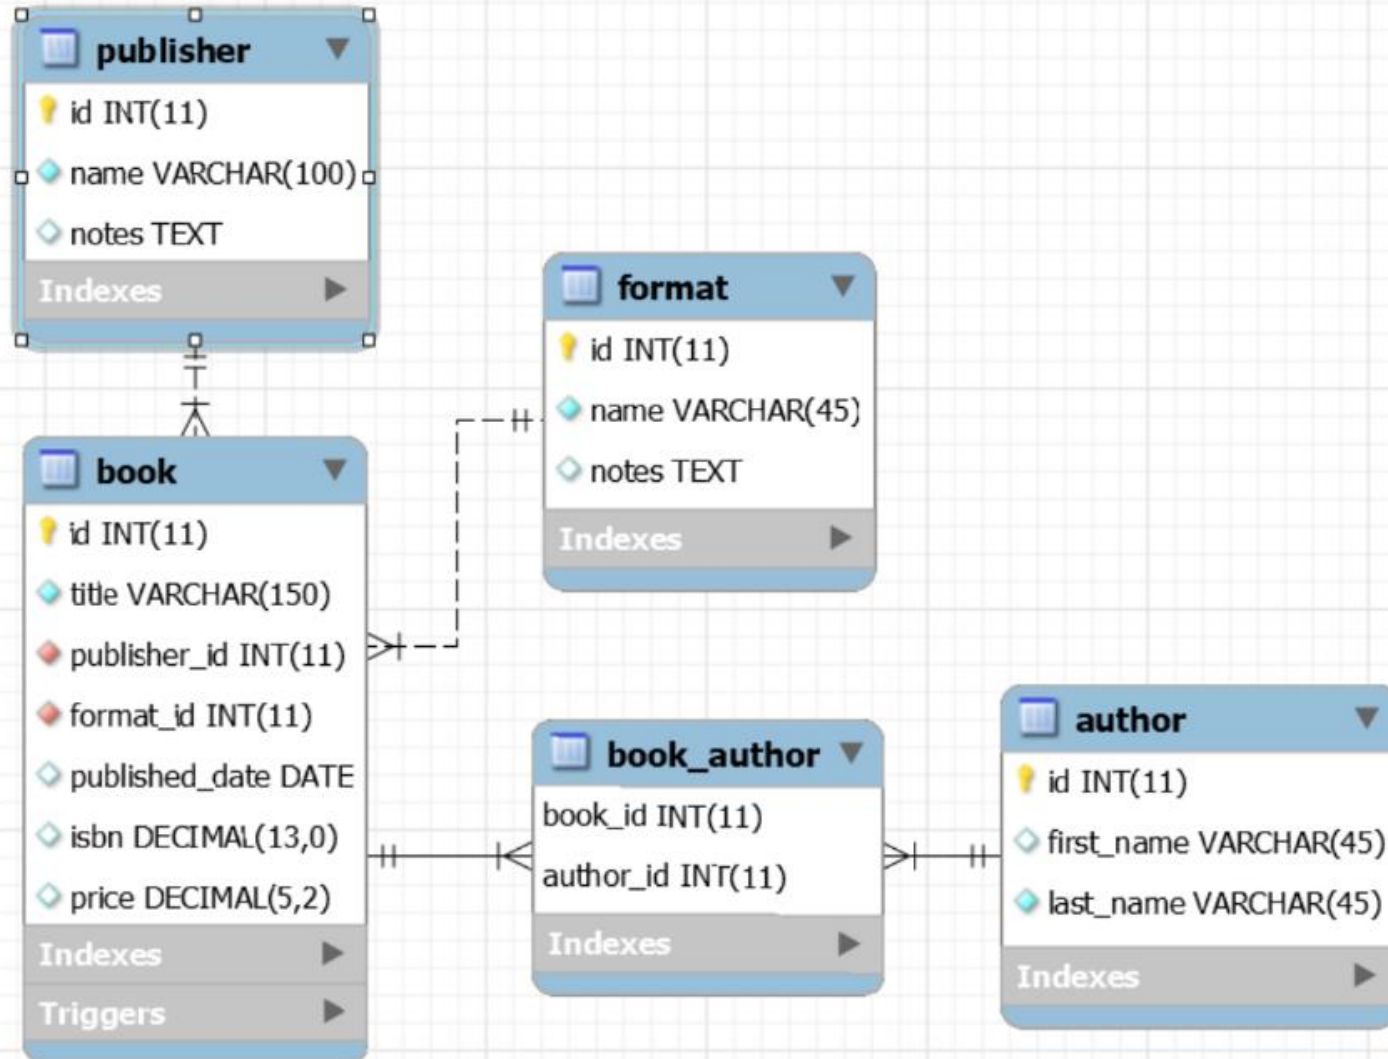 publisher
id INT(11)
name VARCHAR(100)
notes TEXT
Indexes
format
id INT(11)
name VARCHAR(45)
notes TEXT
Indexes
book
id INT(11)
title VARCHAR(150)
publisher_id INT(11)
format_id INT(11)
published_date DATE
isbn DECIMAL(13,0)
price DECIMAL(5,2)
Indexes
Triggers
book_author
book_id INT(11)
author_id INT(11)
Indexes
author
id INT(11)
first_name VARCHAR(45)
last_name VARCHAR(45)
Indexes